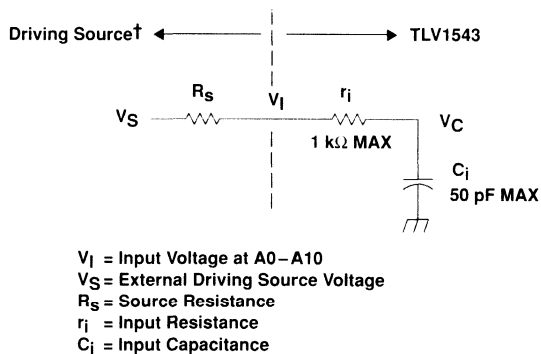 Driving Source† TLV1543
Rs VI ri
VS VC
1 kΩ MAX
Ci
50 pF MAX
VI = Input Voltage at A0–A10
VS = External Driving Source Voltage
Rs = Source Resistance
ri = Input Resistance
Ci = Input Capacitance